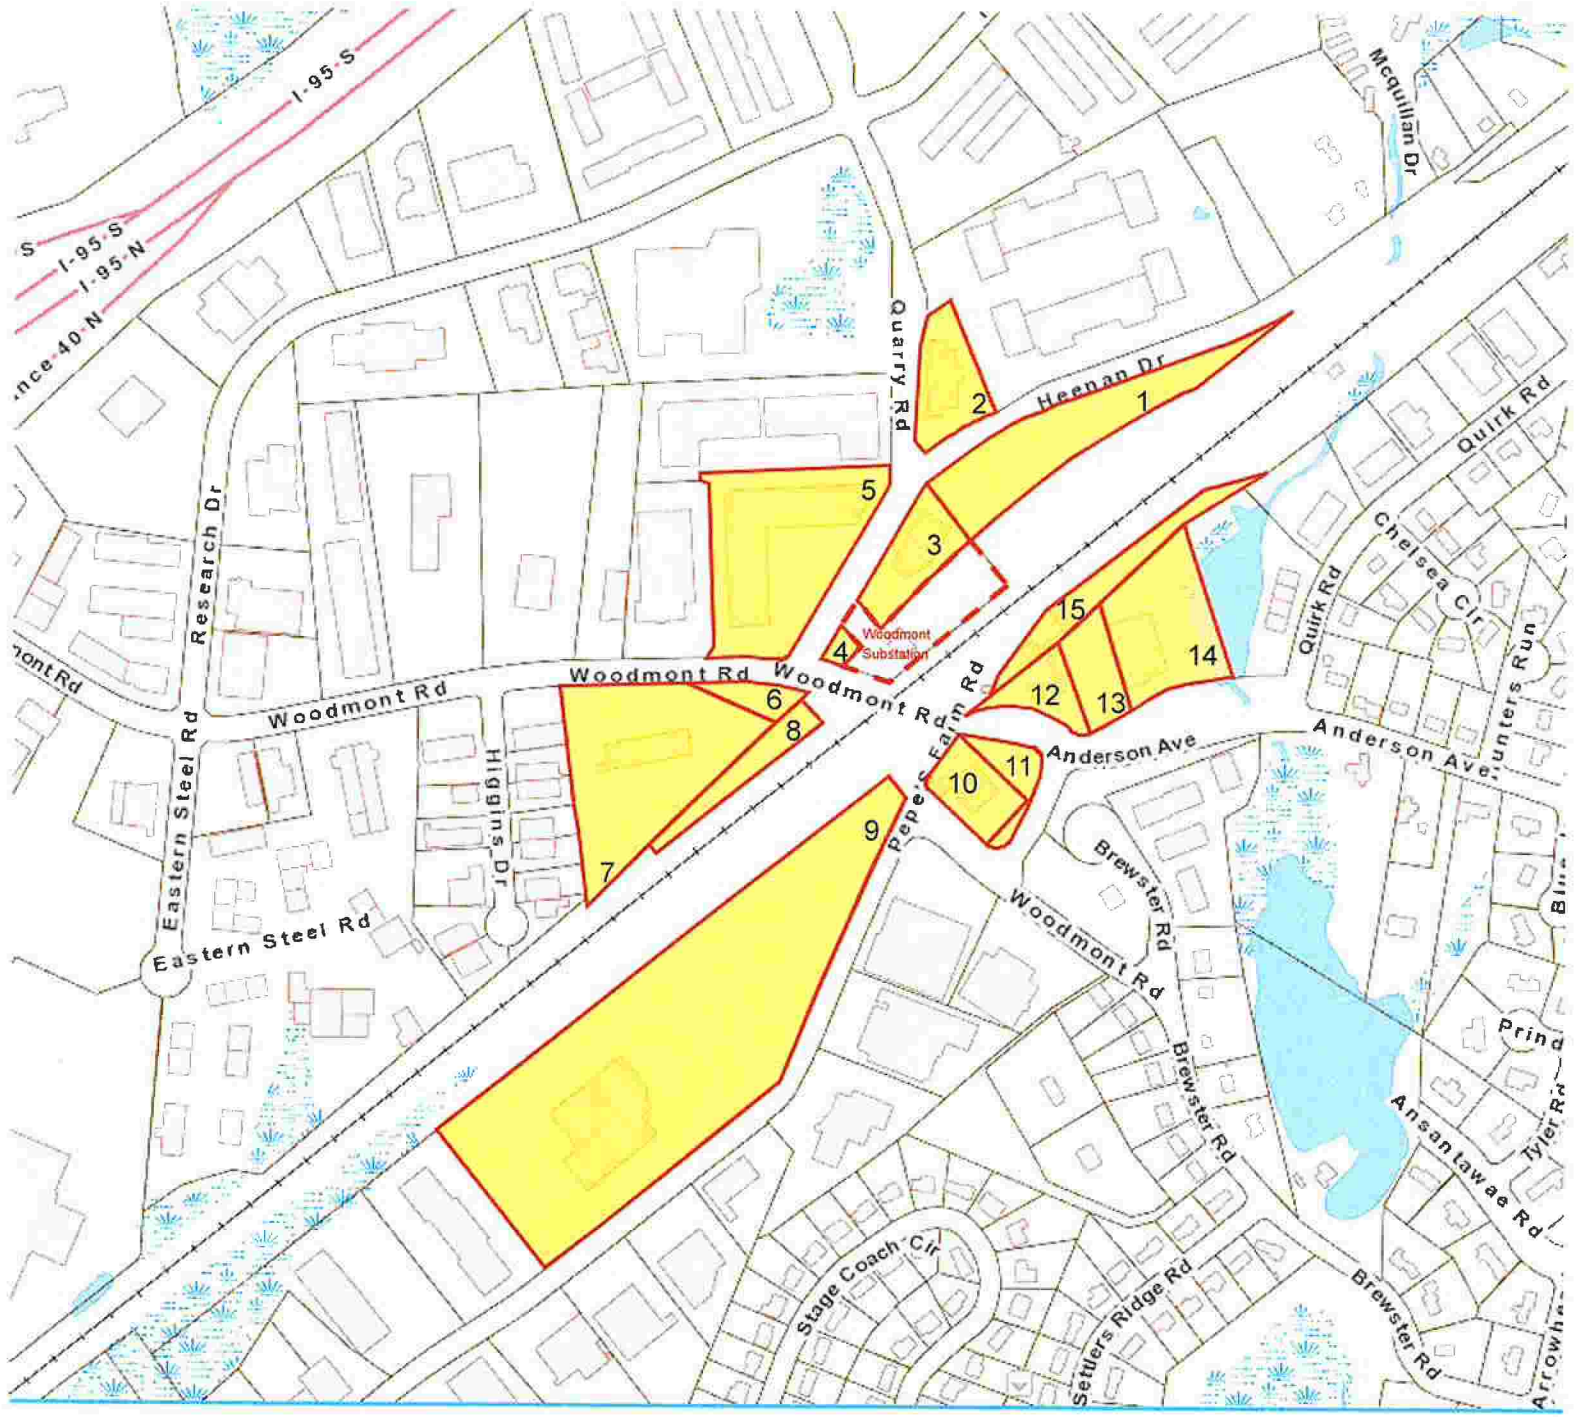 I-95-S
Mcquillan Dr
S
I-95-S
I-95-N
nce-40-N
Quarry Rd
Heenan Dr
2
1
Quirk Rd
5
3
Research Dr
Chelsea Cir
Quirk Rd
15
Woodmont
Substation
4
14
mont Rd
Woodmont Rd
Woodmont Rd
Woodmont Rd
6
8
12
13
Pepe's Farm Rd
Anderson Ave
Anderson Ave
unters Run
Eastern Steel Rd
Higgins Dr
11
10
9
7
Brewster Rd
Woodmont Rd
Eastern Steel Rd
Prind
Brewster Rd
Ansantawae Rd
Tyler Rd
Stage Coach Cir
Settlers Ridge Rd
Brewster Rd
Arrowhe